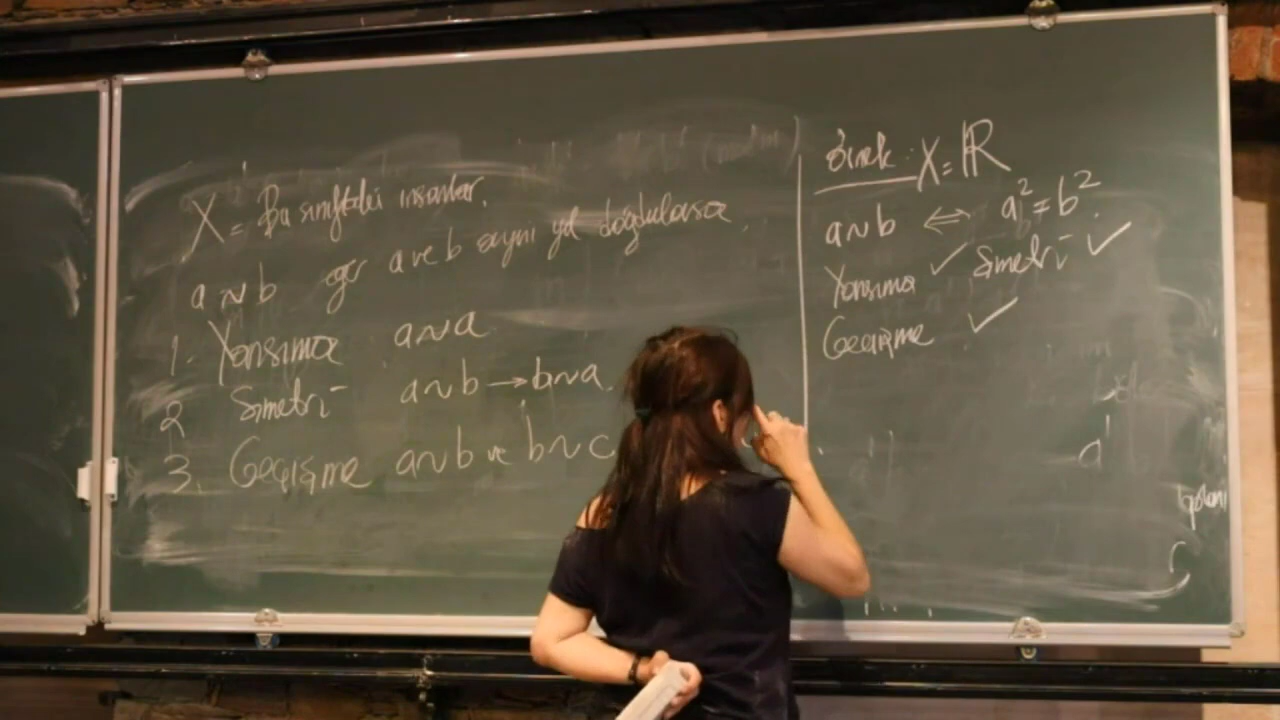 X = Bu sınıftaki insanlar.
a ~ b eğer a ve b aynı yıl doğdularsa.
1. Yansıma a~a
2 Simetri a~b → b~a.
3. Geçişme a~b ve b~c
Örnek: X = ℝ
a~b ⟺ a² = b².
Yansıma ✓ Simetri ✓
Geçişme ✓
a